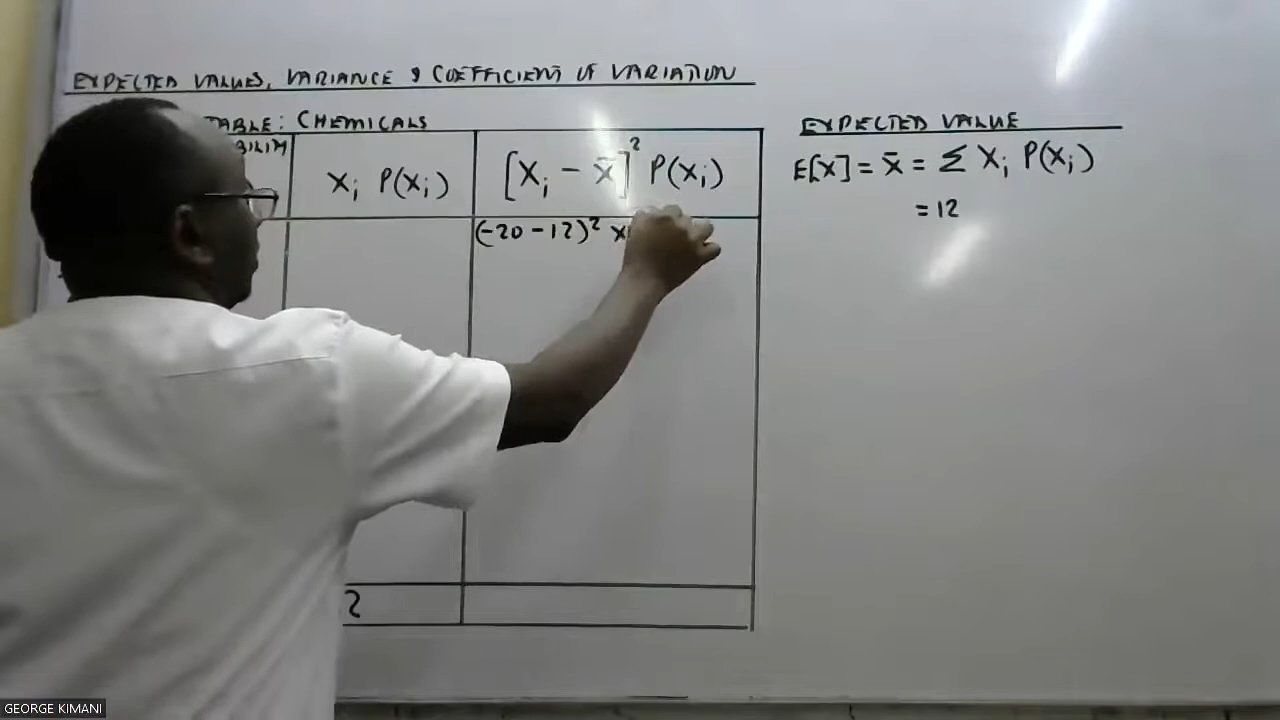 EXPECTED VALUES, VARIANCE & COEFFICIENT OF VARIATION
TABLE: CHEMICALS
Xi P(Xi)
[Xi - x̄]² P(Xi)
(-20 - 12)² x
2
EXPECTED VALUE
E[X] = x̄ = Σ Xi P(Xi)
= 12
GEORGE KIMANI